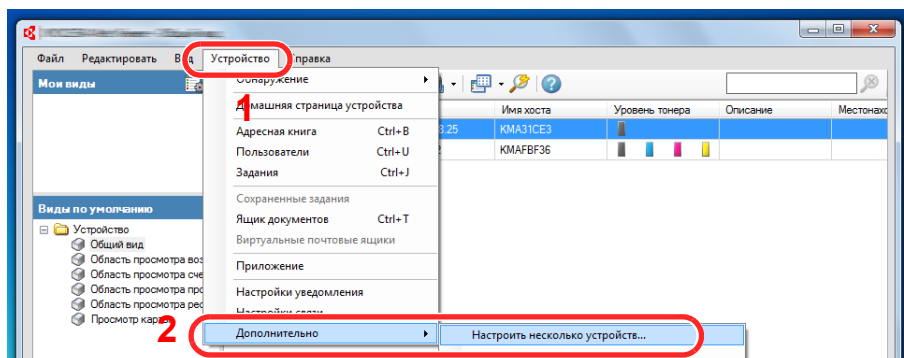 Файл Редактировать Вид Устройство Справка
Мои виды
Обнаружение
1
Домашняя страница устройства
Имя хоста Уровень тонера Описание
Адресная книга Ctrl+B
3.25 KMA31CE3
Пользователи Ctrl+U
KMAFBF36
Задания Ctrl+J
Сохраненные задания
Виды по умолчанию
Ящик документов Ctrl+T
Устройство
Виртуальные почтовые ящики
Общий вид
Область просмотра
Приложение
Область просмотра
Область просмотра
Настройки уведомления
Область просмотра
Настройки связи
Просмотр
2
Дополнительно
Настроить несколько устройств...